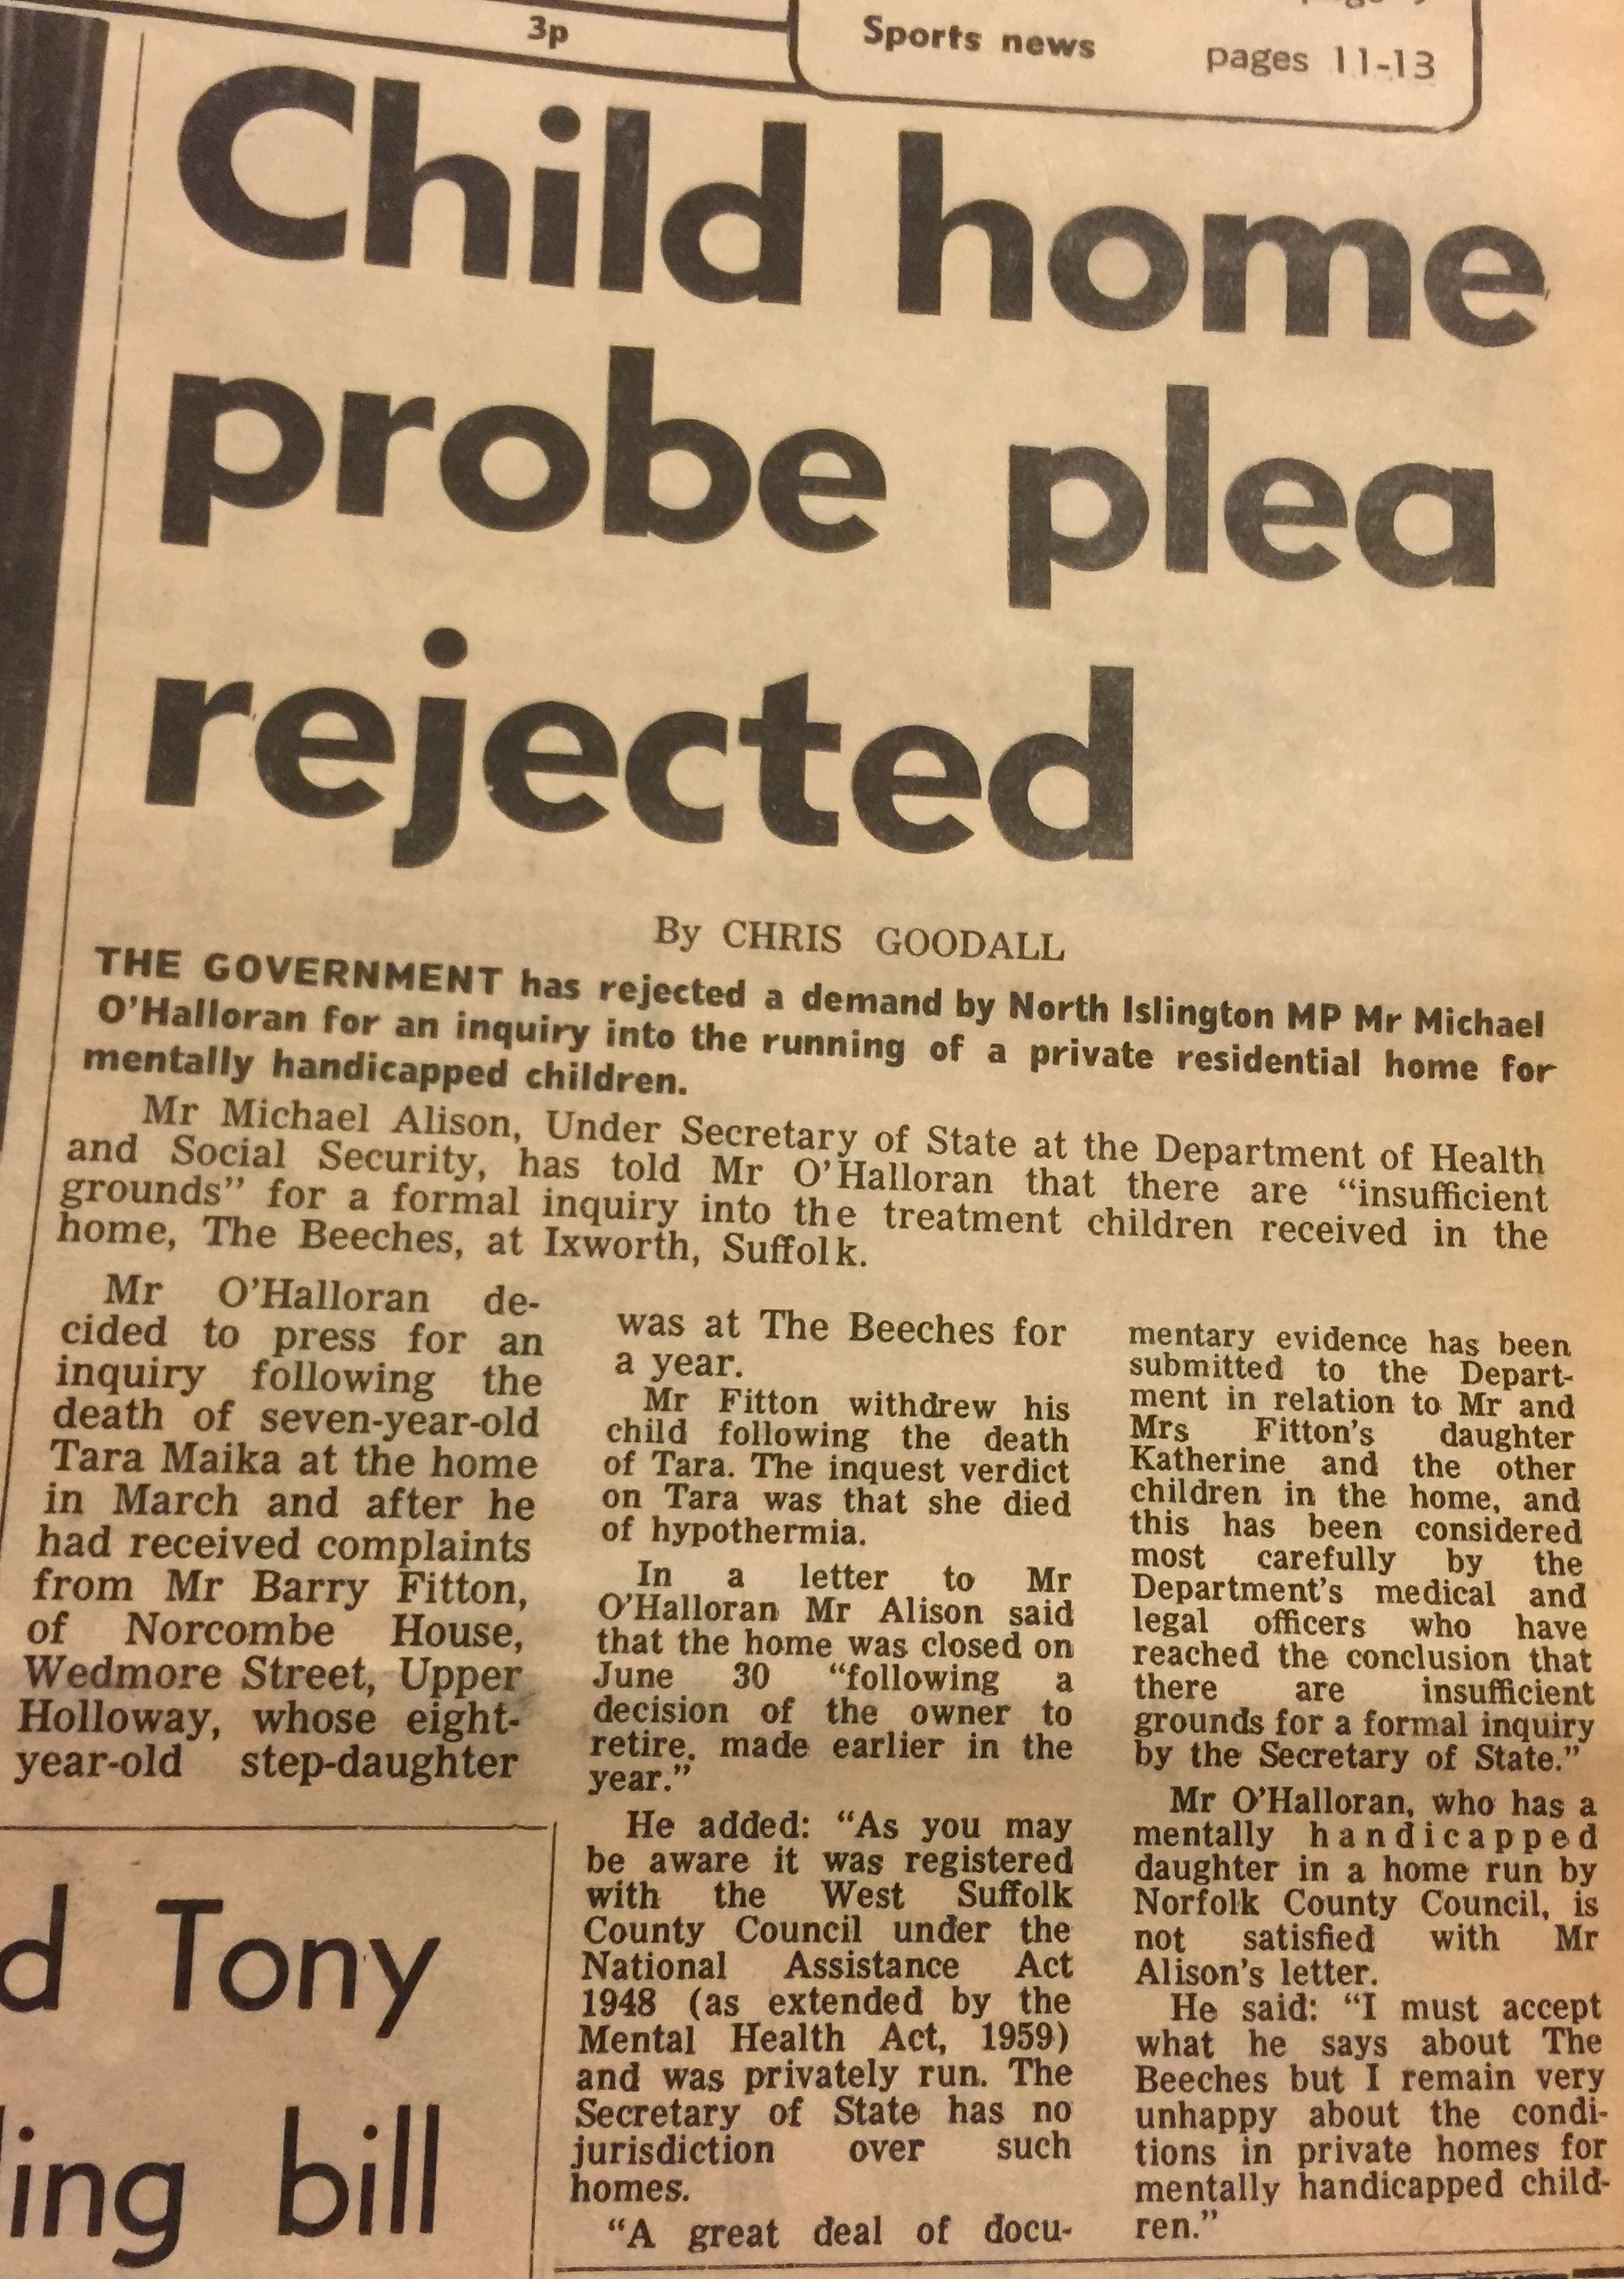 3p
Sports news pages 11-13
Child home
probe plea
rejected
By CHRIS GOODALL
THE GOVERNMENT has rejected a demand by North Islington MP Mr Michael
O'Halloran for an inquiry into the running of a private residential home for
mentally handicapped children.
Mr Michael Alison, Under Secretary of State at the Department of Health
and Social Security, has told Mr O'Halloran that there are “insufficient
grounds” for a formal inquiry into the treatment children received in the
home, The Beeches, at Ixworth, Suffolk.
Mr O'Halloran de-
cided to press for an
inquiry following the
death of seven-year-old
Tara Maika at the home
in March and after he
had received complaints
from Mr Barry Fitton,
of Norcombe House,
Wedmore Street, Upper
Holloway, whose eight-
year-old step-daughter
was at The Beeches for
a year.
Mr Fitton withdrew his
child following the death
of Tara. The inquest verdict
on Tara was that she died
of hypothermia.
In a letter to Mr
O'Halloran Mr Alison said
that the home was closed on
June 30 “following a
decision of the owner to
retire, made earlier in the
year.”
He added: “As you may
be aware it was registered
with the West Suffolk
County Council under the
National Assistance Act
1948 (as extended by the
Mental Health Act, 1959)
and was privately run. The
Secretary of State has no
jurisdiction over such
homes.
“A great deal of docu-
mentary evidence has been
submitted to the Depart-
ment in relation to Mr and
Mrs Fitton's daughter
Katherine and the other
children in the home, and
this has been considered
most carefully by the
Department's medical and
legal officers who have
reached the conclusion that
there are insufficient
grounds for a formal inquiry
by the Secretary of State.”
Mr O'Halloran, who has a
mentally handicapped
daughter in a home run by
Norfolk County Council, is
not satisfied with Mr
Alison's letter.
He said: “I must accept
what he says about The
Beeches but I remain very
unhappy about the condi-
tions in private homes for
mentally handicapped child-
ren.”
d Tony
ing bill